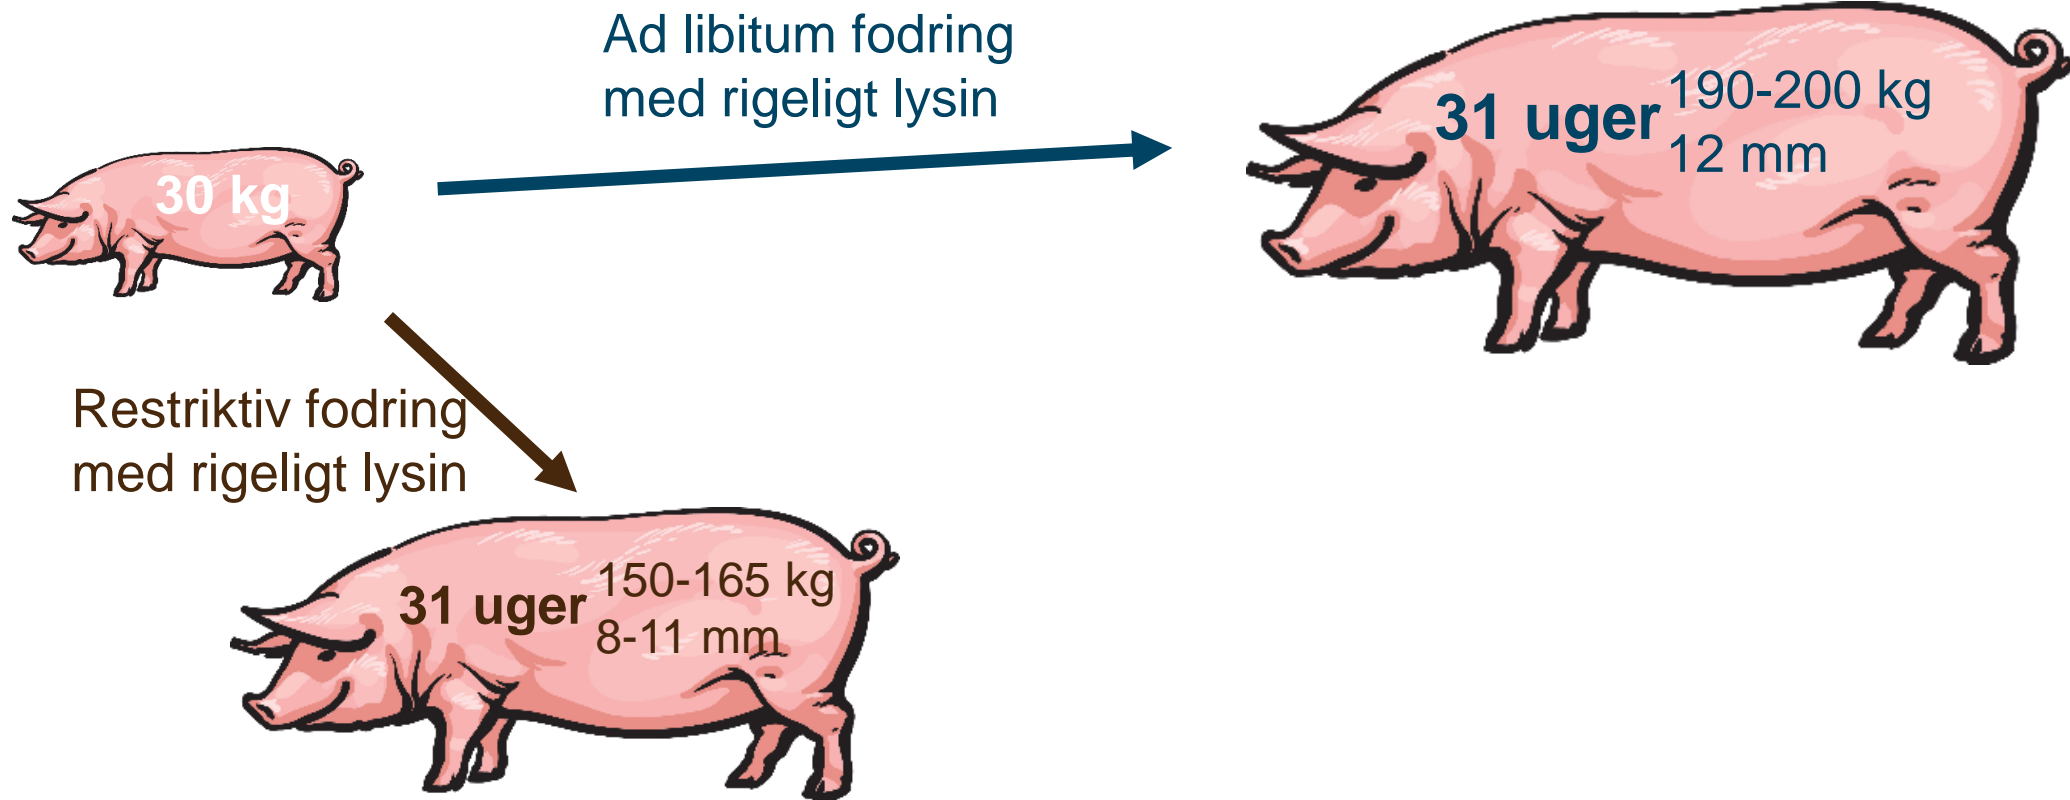 Ad libitum fodring
med rigeligt lysin
30 kg
31 uger
190-200 kg
12 mm
Restriktiv fodring
med rigeligt lysin
31 uger
150-165 kg
8-11 mm